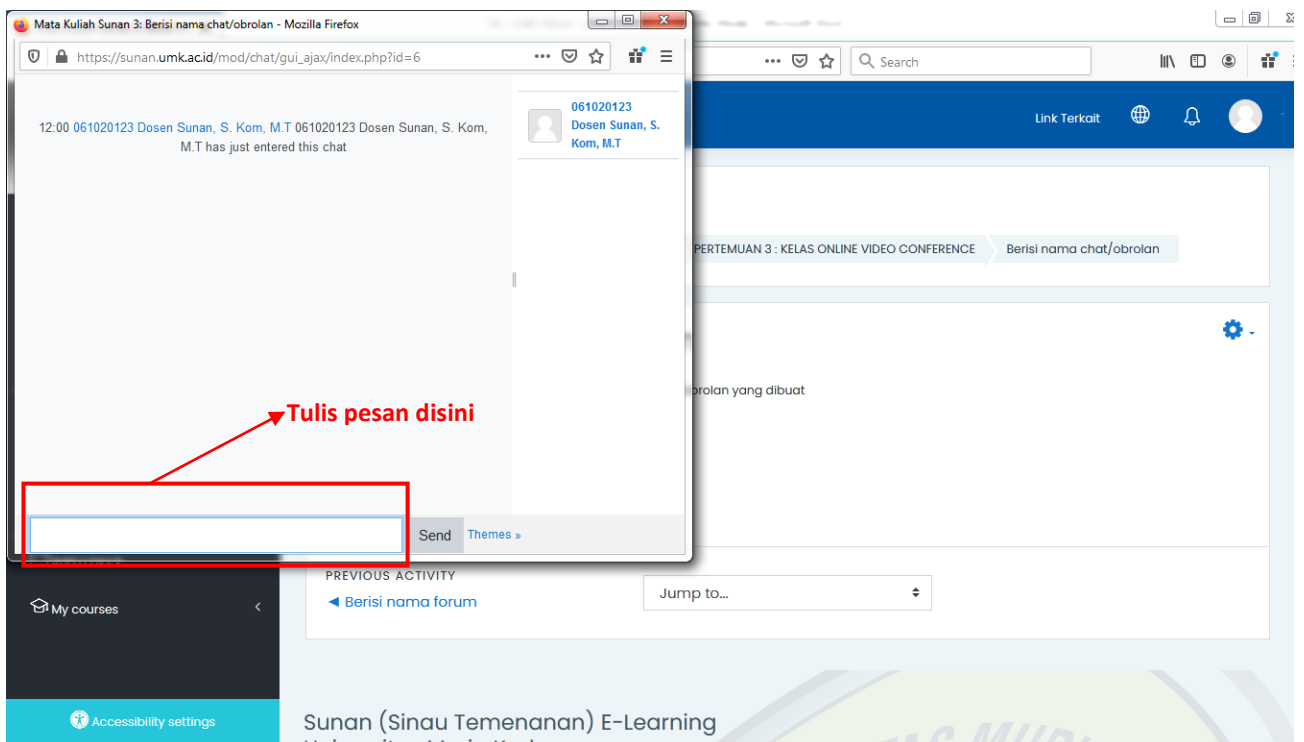 Mata Kuliah Sunan 3: Berisi nama chat/obrolan - Mozilla Firefox
https://sunan.umk.ac.id/mod/chat/gui_ajax/index.php?id=6
Search
12:00 061020123 Dosen Sunan, S. Kom, M.T 061020123 Dosen Sunan, S. Kom,
M.T has just entered this chat
061020123
Dosen Sunan, S.
Kom, M.T
Link Terkait
PERTEMUAN 3 : KELAS ONLINE VIDEO CONFERENCE
Berisi nama chat/obrolan
obrolan yang dibuat
Tulis pesan disini
Send
Themes »
PREVIOUS ACTIVITY
◄ Berisi nama forum
Jump to...
My courses
Accessibility settings
Sunan (Sinau Temenanan) E-Learning